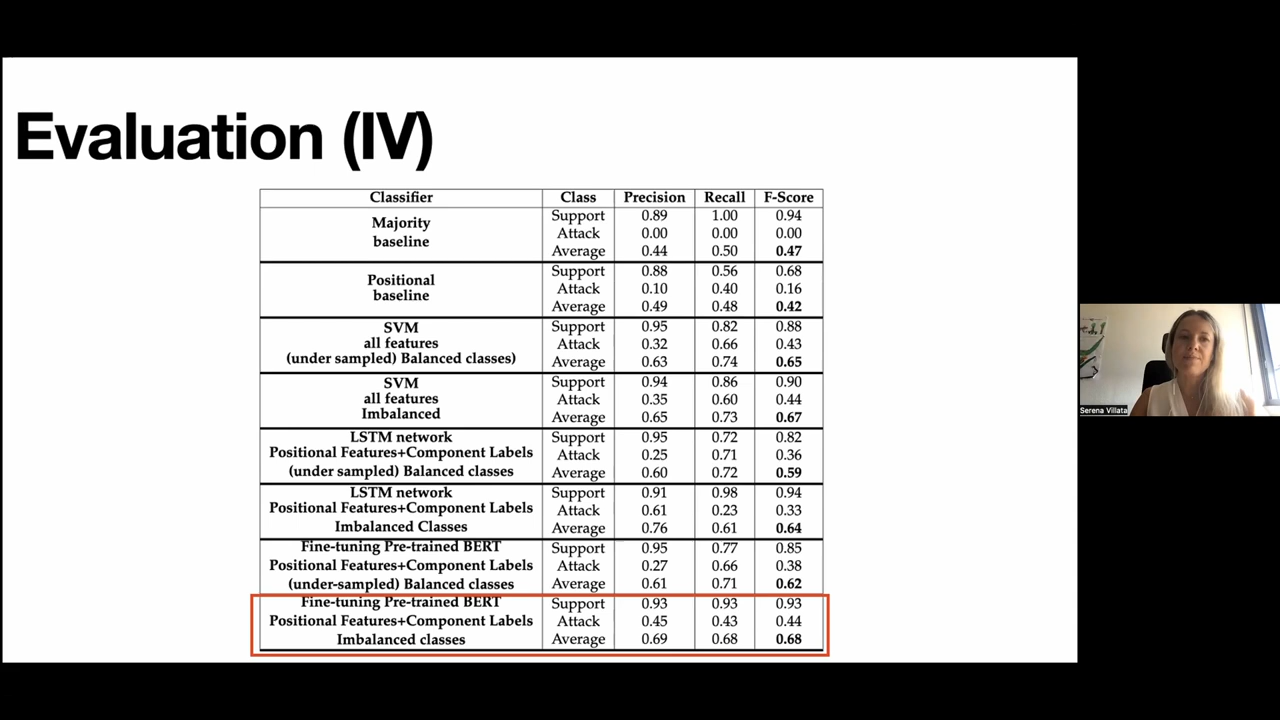 Evaluation (IV)
Classifier Class Precision Recall F-Score
Majority baseline Support 0.89 1.00 0.94
Attack 0.00 0.00 0.00
Average 0.44 0.50 0.47
Positional baseline Support 0.88 0.56 0.68
Attack 0.10 0.40 0.16
Average 0.49 0.48 0.42
SVM Support 0.95 0.82 0.88
all features Attack 0.32 0.66 0.43
(under sampled) Balanced classes) Average 0.63 0.74 0.65
SVM Support 0.94 0.86 0.90
all features Attack 0.35 0.60 0.44
Imbalanced Average 0.65 0.73 0.67
LSTM network Support 0.95 0.72 0.82
Positional Features+Component Labels Attack 0.25 0.71 0.36
(under sampled) Balanced classes Average 0.60 0.72 0.59
LSTM network Support 0.91 0.98 0.94
Positional Features+Component Labels Attack 0.61 0.23 0.33
Imbalanced Classes Average 0.76 0.61 0.64
Fine-tuning Pre-trained BERT Support 0.95 0.77 0.85
Positional Features+Component Labels Attack 0.27 0.66 0.38
(under-sampled) Balanced classes Average 0.61 0.71 0.62
Fine-tuning Pre-trained BERT Support 0.93 0.93 0.93
Positional Features+Component Labels Attack 0.45 0.43 0.44
Imbalanced classes Average 0.69 0.68 0.68
Serena Villata